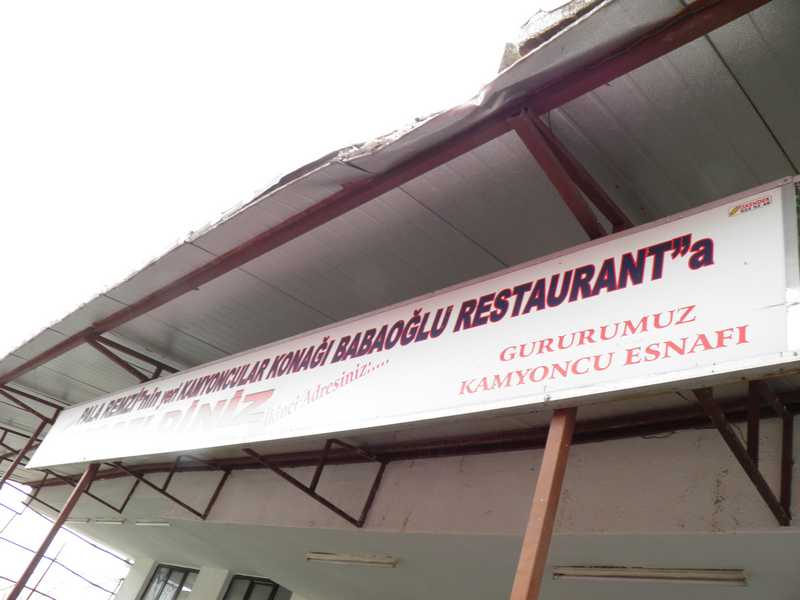 PALA REMZİ'nin yeri KAMYONCULAR KONAĞI BABAOĞLU RESTAURANT"a
İkinci Adresiniz....
GURURUMUZ
KAMYONCU ESNAFI